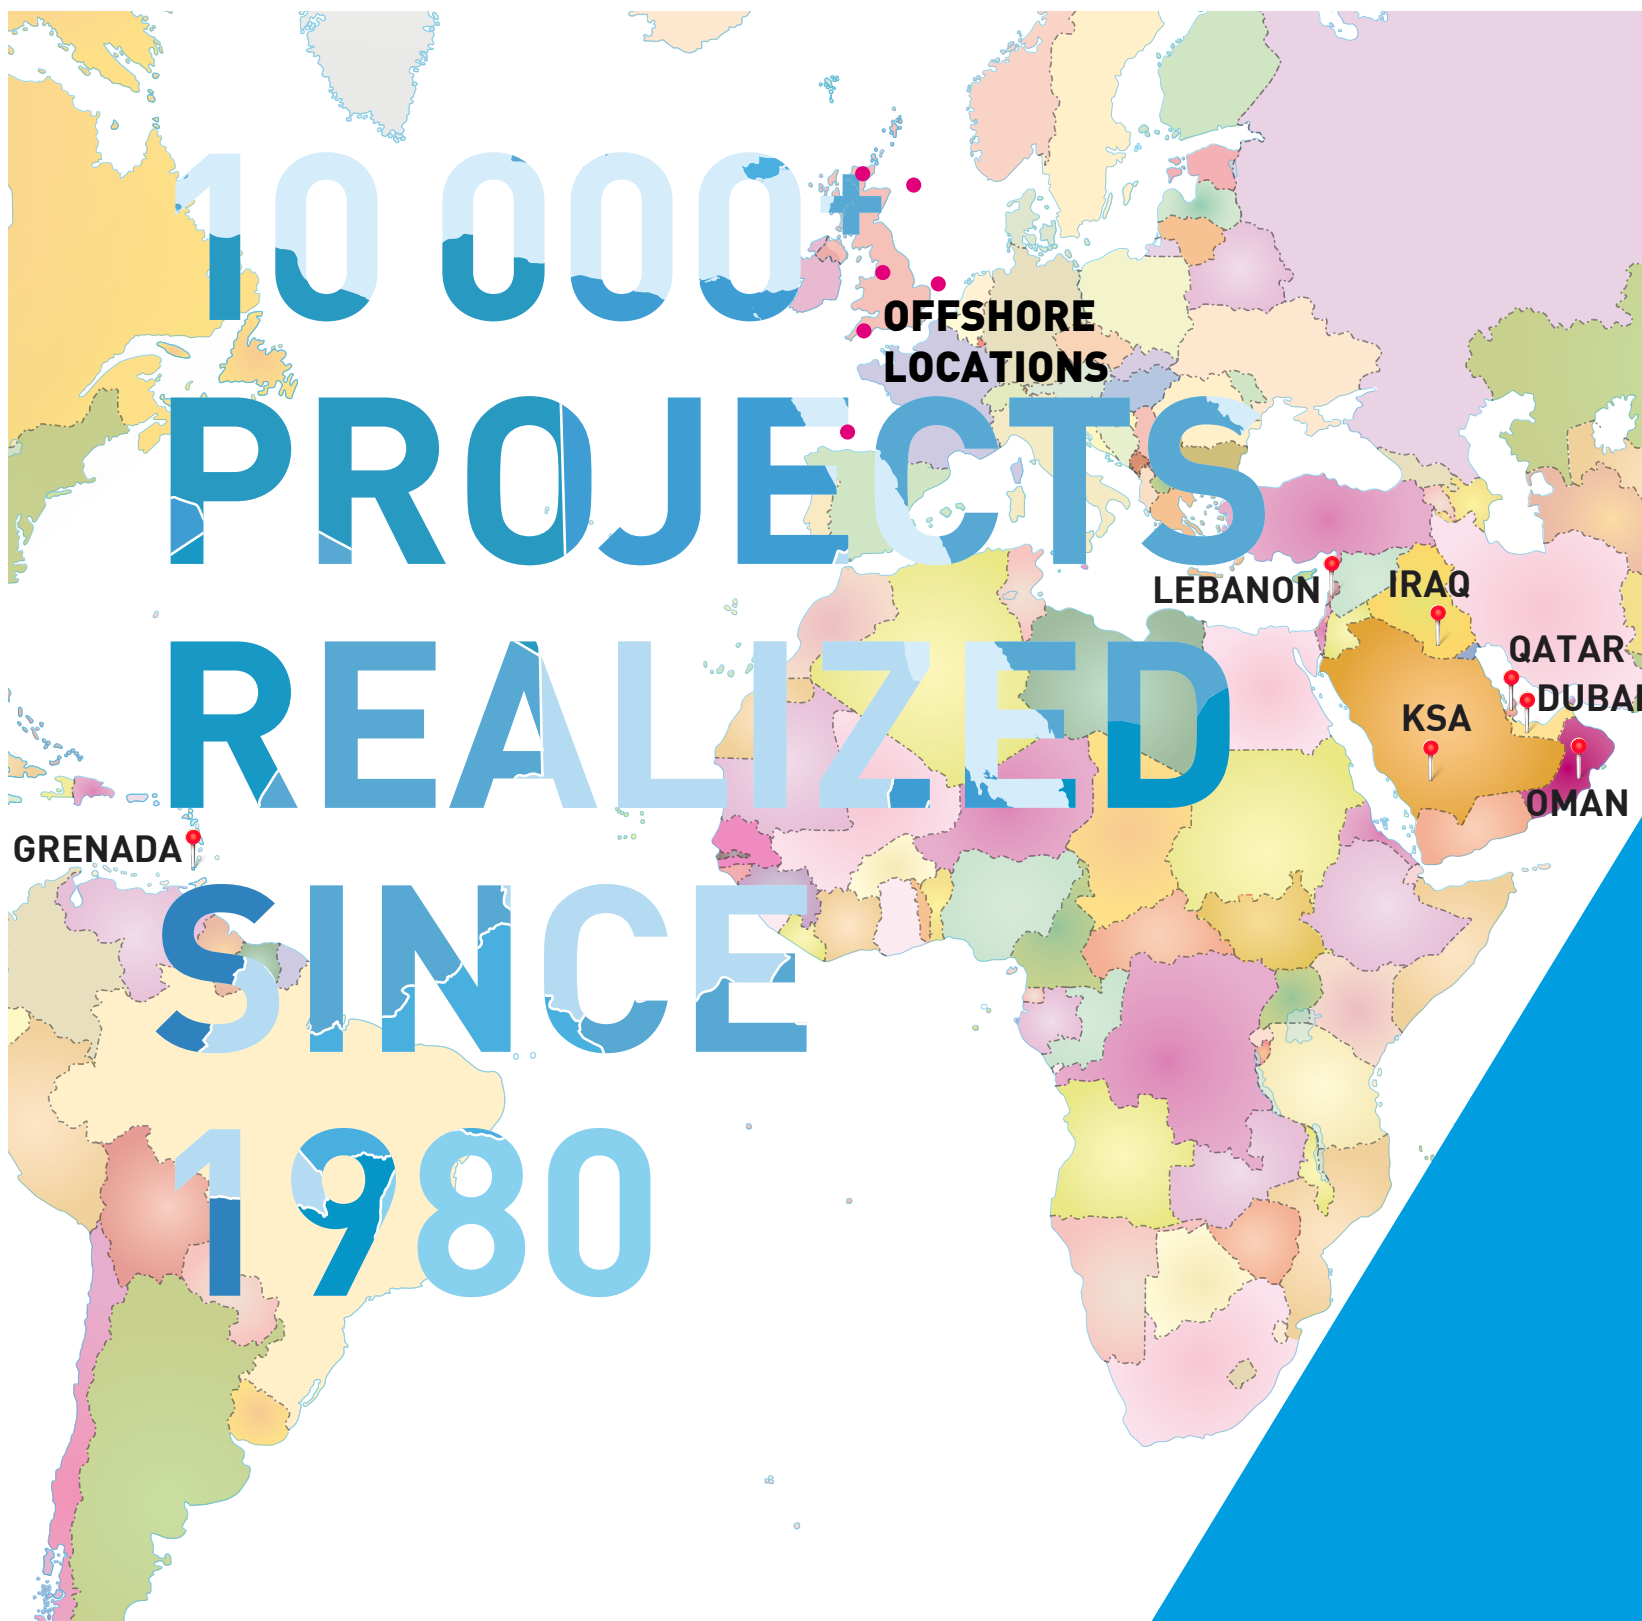 10 000+
OFFSHORE
LOCATIONS
PROJECTS
LEBANON
IRAQ
REALIZED
QATAR
DUBAI
KSA
OMAN
GRENADA
SINCE
1980